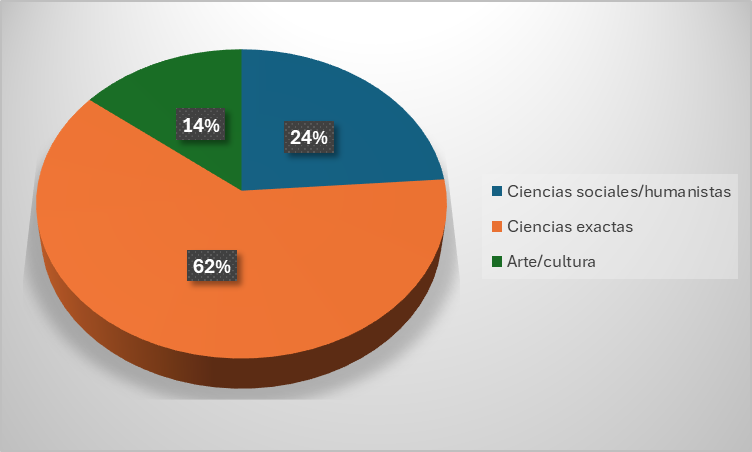 14%
24%
62%
Ciencias sociales/humanistas
Ciencias exactas
Arte/cultura